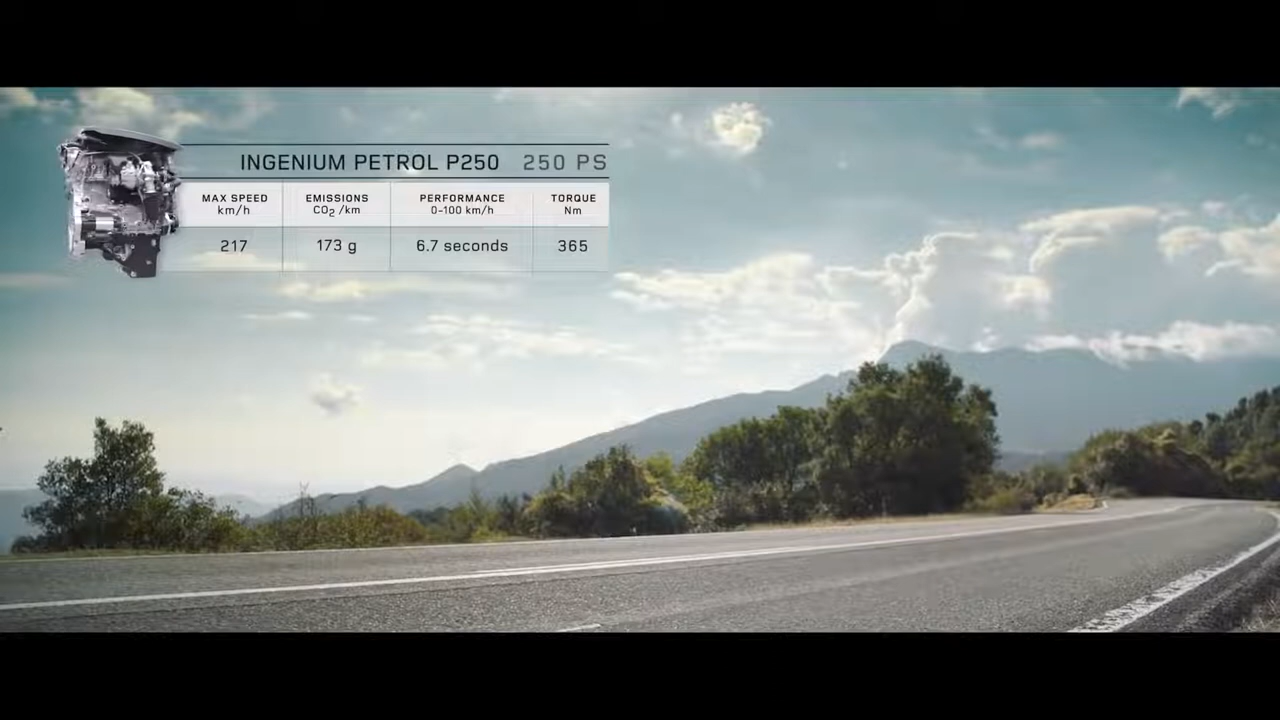 INGENIUM PETROL P250 250 PS
MAX SPEED EMISSIONS PERFORMANCE TORQUE
km/h CO₂ /km 0-100 km/h Nm
217 173 g 6.7 seconds 365